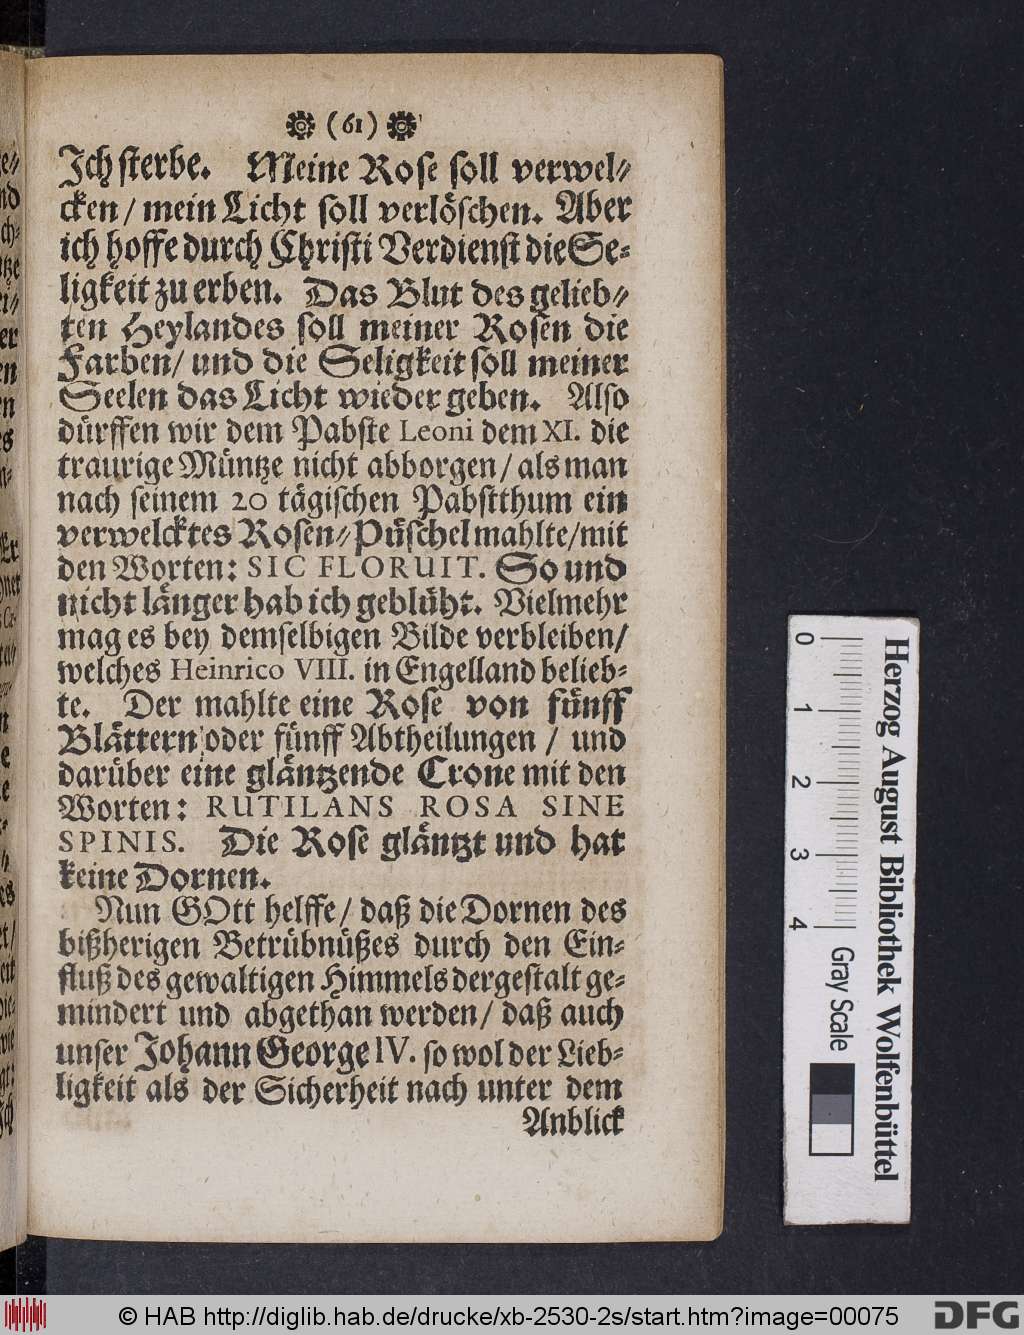 (61)
Ich sterbe. Meine Rose soll verwel-
cken / mein Licht soll verlöschen. Aber
ich hoffe durch Christi Verdienst die Se-
ligkeit zu erben. Das Blut des gelieb-
ten Heylandes soll meiner Rosen die
Farben / und die Seligkeit soll meiner
Seelen das Licht wieder geben. Also
dürffen wir dem Pabste Leoni dem XI. die
traurige Müntze nicht abborgen / als man
nach seinem 20 tägischen Pabstthum ein
verwelcktes Rosen-Püschel mahlte / mit
den Worten: SIC FLORUIT. So und
nicht länger hab ich geblüht. Vielmehr
mag es bey demselbigen Bilde verbleiben /
welches Heinrico VIII. in Engelland belieb-
te. Der mahlte eine Rose von fünff
Blättern oder fünff Abtheilungen / und
darüber eine gläntzende Crone mit den
Worten: RUTILANS ROSA SINE
SPINIS. Die Rose gläntzt und hat
keine Dornen.
Nun GOtt helffe / daß die Dornen des
bißherigen Betrübnüßes durch den Ein-
fluß des gewaltigen Himmels dergestalt ge-
mindert und abgethan werden / daß auch
unser Johann George IV. so wol der Lieb-
ligkeit als der Sicherheit nach unter dem
Anblick
0 1 2 3 4
Gray Scale
Herzog August Bibliothek Wolfenbüttel
© HAB http://diglib.hab.de/drucke/xb-2530-2s/start.htm?image=00075
DFG